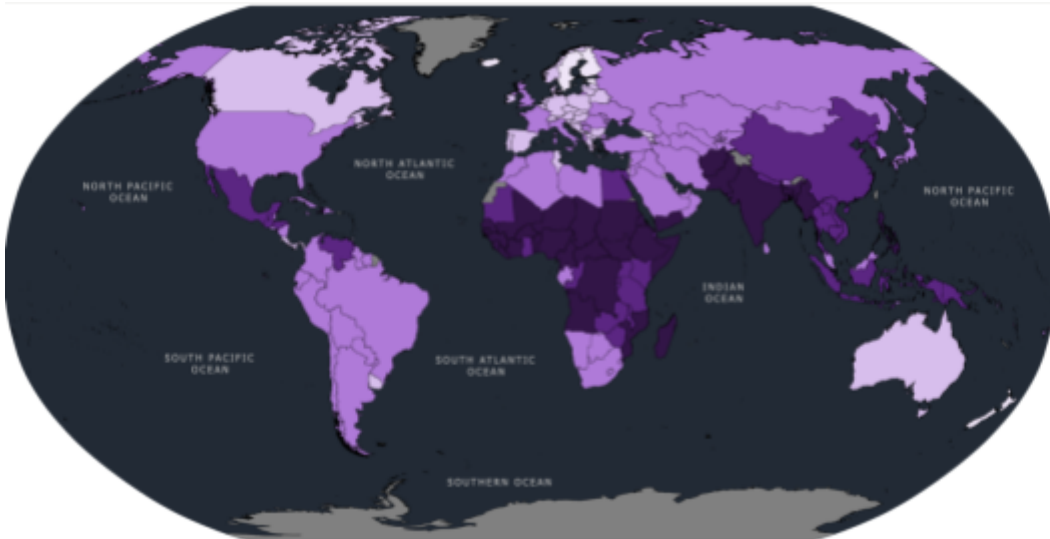 NORTH ATLANTIC
OCEAN
NORTH PACIFIC
OCEAN
NORTH PACIFIC
OCEAN
INDIAN
OCEAN
SOUTH PACIFIC
OCEAN
SOUTH ATLANTIC
OCEAN
SOUTHERN OCEAN